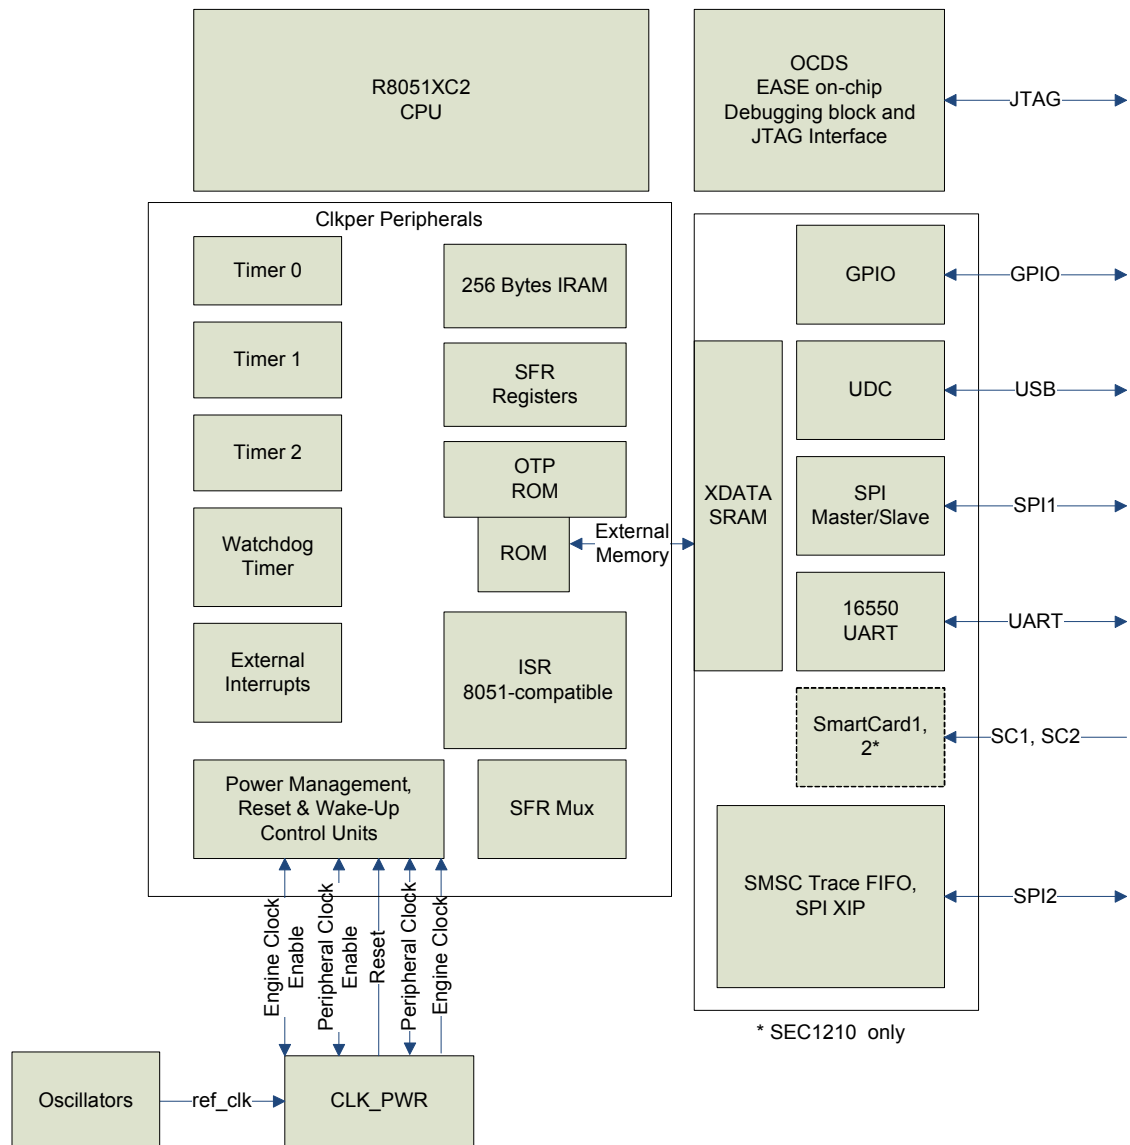 R8051XC2
CPU
OCDS
EASE on-chip
Debugging block and
JTAG Interface
JTAG
Clkper Peripherals
Timer 0
Timer 1
Timer 2
Watchdog
Timer
External
Interrupts
256 Bytes IRAM
SFR
Registers
OTP
ROM
ROM
External
Memory
ISR
8051-compatible
Power Management,
Reset & Wake-Up
Control Units
SFR Mux
XDATA
SRAM
GPIO
GPIO
UDC
USB
SPI
Master/Slave
SPI1
16550
UART
UART
SmartCard1,
2*
SC1, SC2
SMSC Trace FIFO,
SPI XIP
SPI2
* SEC1210 only
Engine Clock
Enable
Peripheral Clock
Enable
Reset
Peripheral Clock
Engine Clock
Oscillators
ref_clk
CLK_PWR